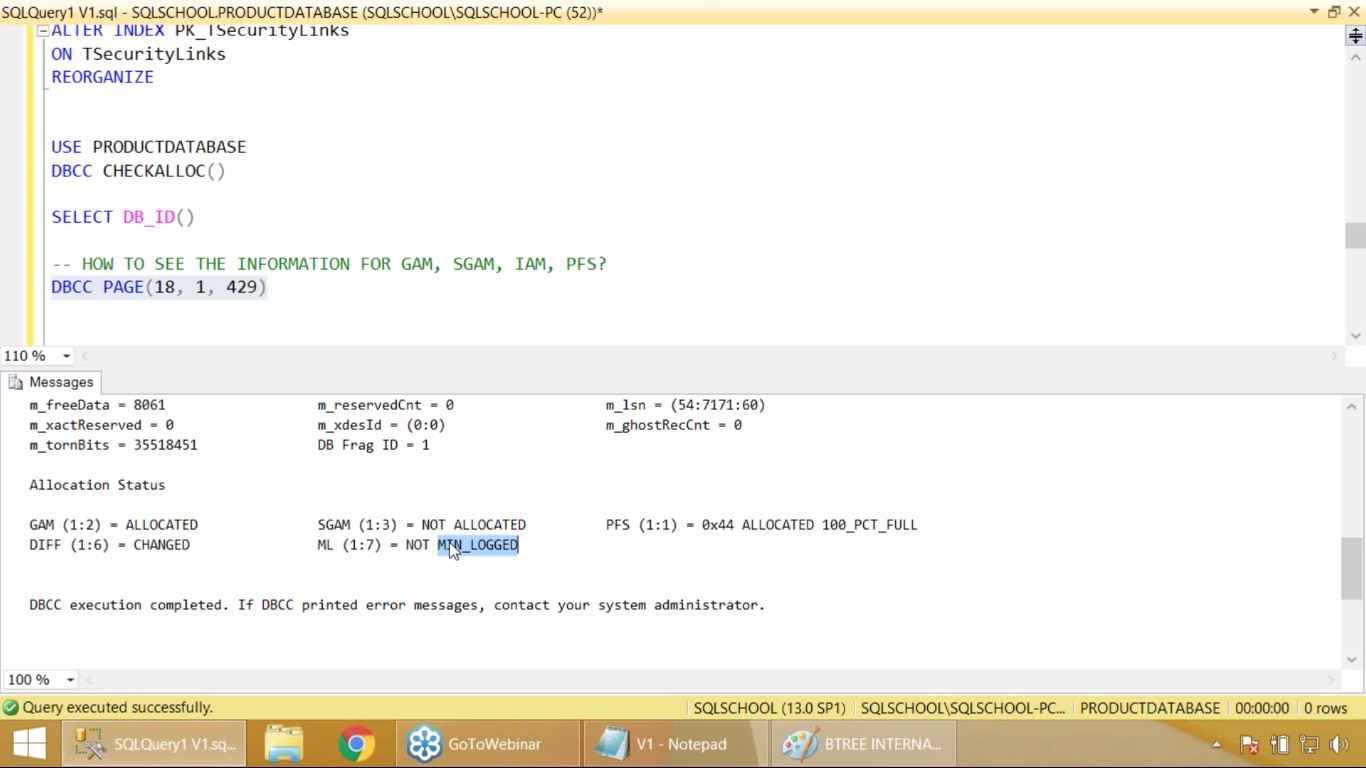 SQLQuery1 V1.sql - SQLSCHOOL.PRODUCTDATABASE (SQLSCHOOL\SQLSCHOOL-PC (52))*
ALTER INDEX PK_TSecurityLinks
ON TSecurityLinks
REORGANIZE
USE PRODUCTDATABASE
DBCC CHECKALLOC()
SELECT DB_ID()
-- HOW TO SEE THE INFORMATION FOR GAM, SGAM, IAM, PFS?
DBCC PAGE(18, 1, 429)
110 %
Messages
m_freeData = 8061 m_reservedCnt = 0 m_lsn = (54:7171:60)
m_xactReserved = 0 m_xdesId = (0:0) m_ghostRecCnt = 0
m_tornBits = 35518451 DB Frag ID = 1
Allocation Status
GAM (1:2) = ALLOCATED SGAM (1:3) = NOT ALLOCATED PFS (1:1) = 0x44 ALLOCATED 100_PCT_FULL
DIFF (1:6) = CHANGED ML (1:7) = NOT MIN_LOGGED
DBCC execution completed. If DBCC printed error messages, contact your system administrator.
100 %
Query executed successfully. SQLSCHOOL (13.0 SP1) SQLSCHOOL\SQLSCHOOL-PC... PRODUCTDATABASE 00:00:00 0 rows
SQLQuery1 V1.sq... GoToWebinar V1 - Notepad BTREE INTERNA...